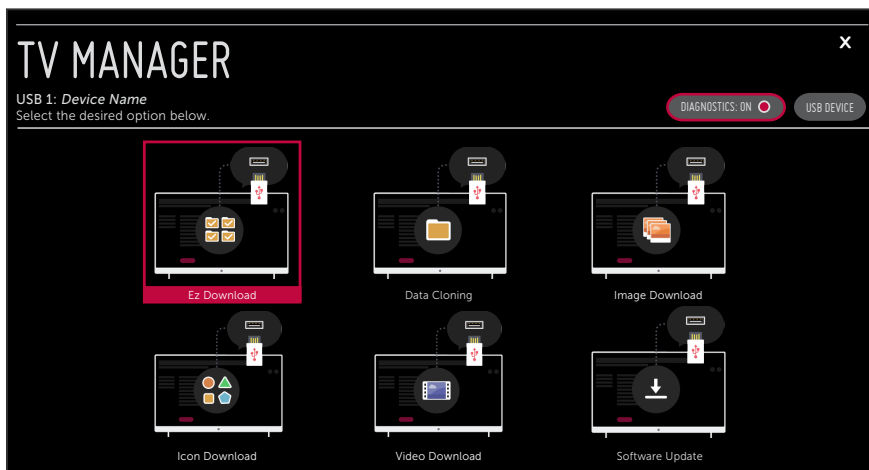 X
TV MANAGER
USB 1: Device Name
Select the desired option below.
DIAGNOSTICS: ON
USB DEVICE
Ez Download
Data Cloning
Image Download
Icon Download
Video Download
Software Update